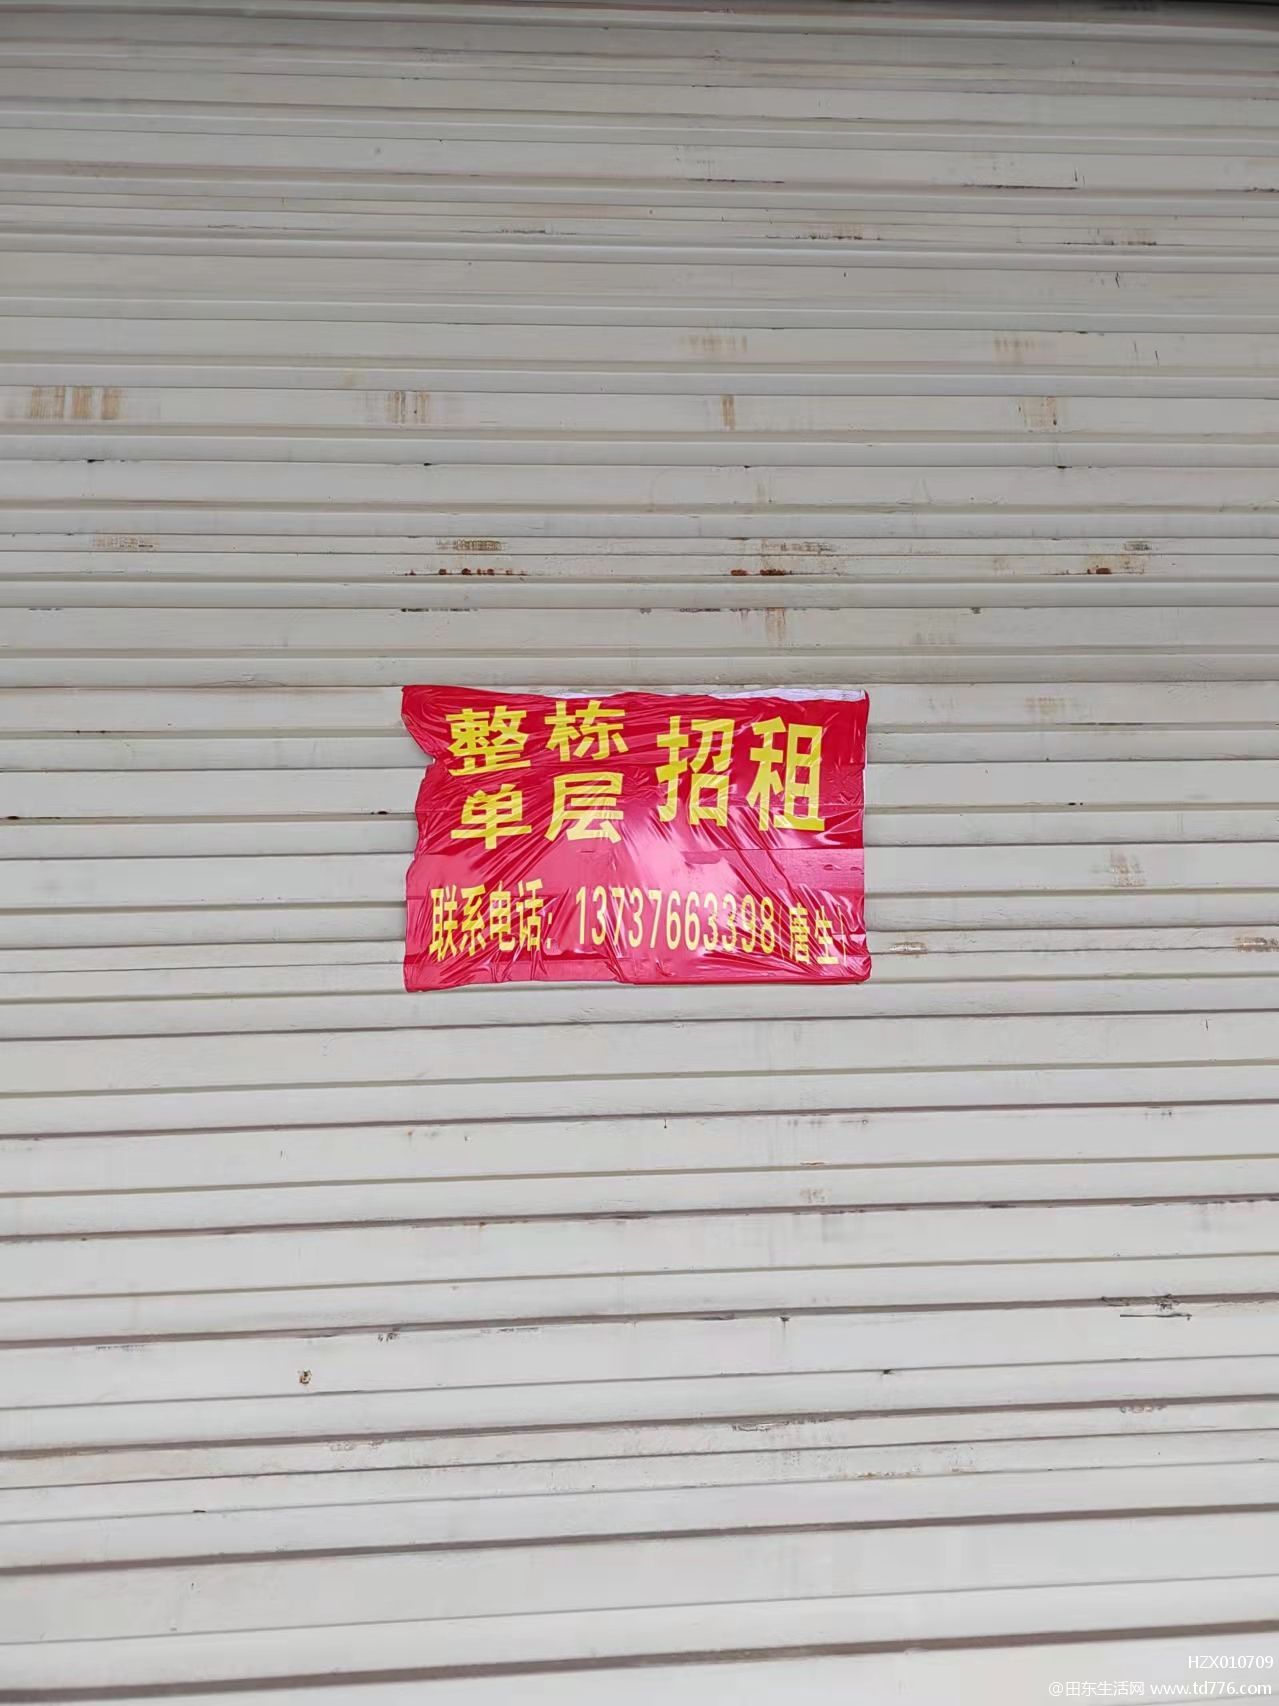 整栋
单层
招租
联系电话：13737663398(唐生)
HZX010709
@田东生活网 www.td776.com